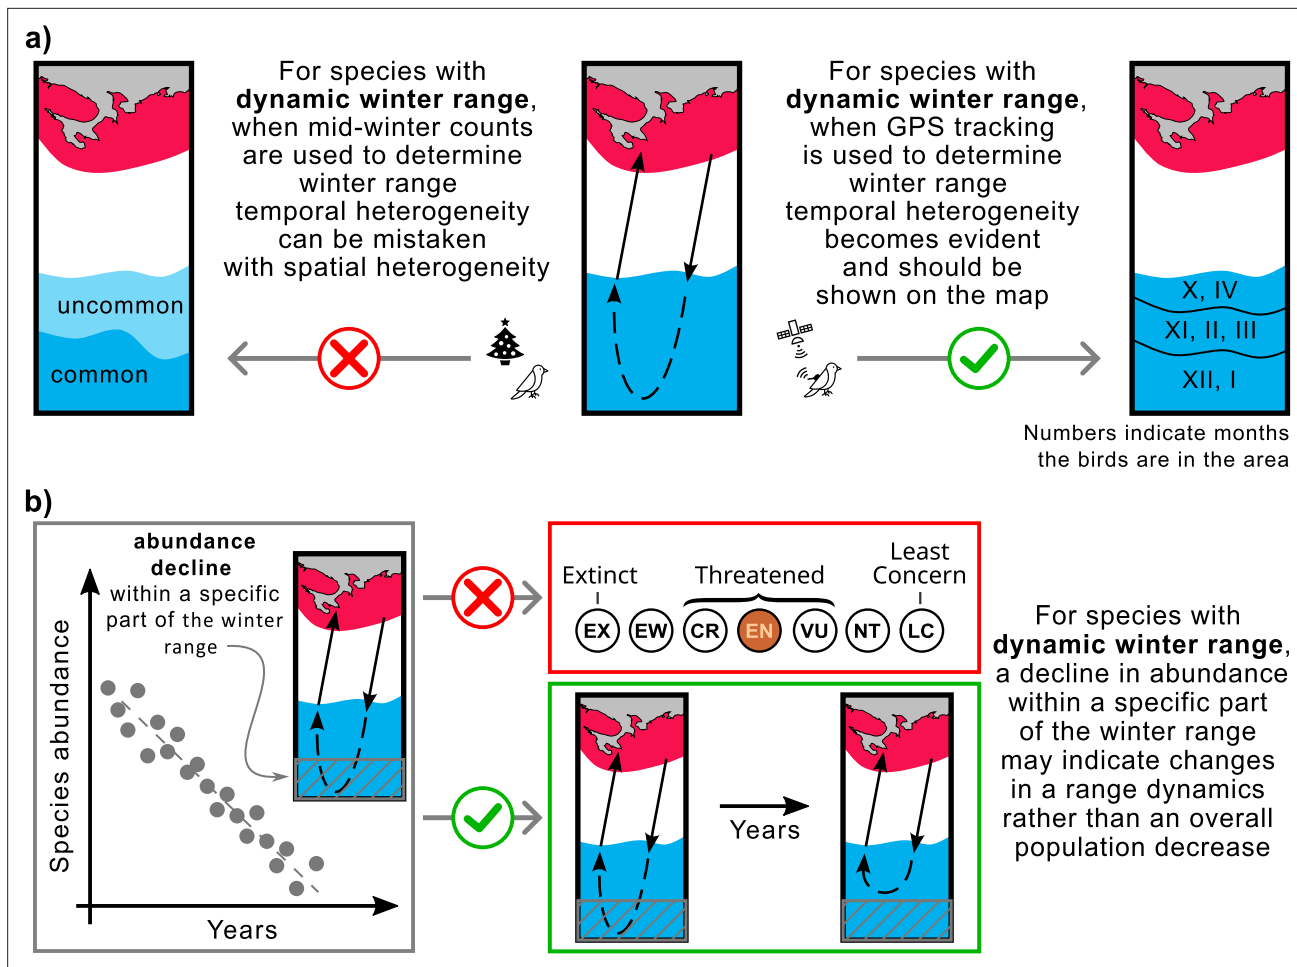 a)
For species with
dynamic winter range,
when mid-winter counts
are used to determine
winter range
temporal heterogeneity
can be mistaken
with spatial heterogeneity
For species with
dynamic winter range,
when GPS tracking
is used to determine
winter range
temporal heterogeneity
becomes evident
and should be
shown on the map
uncommon
common
X, IV
XI, II, III
XII, I
Numbers indicate months
the birds are in the area
b)
abundance
decline
within a specific
part of the winter
range
Species abundance
Years
Extinct
Threatened
Least
Concern
EX
EW
CR
EN
VU
NT
LC
Years
For species with
dynamic winter range,
a decline in abundance
within a specific part
of the winter range
may indicate changes
in a range dynamics
rather than an overall
population decrease